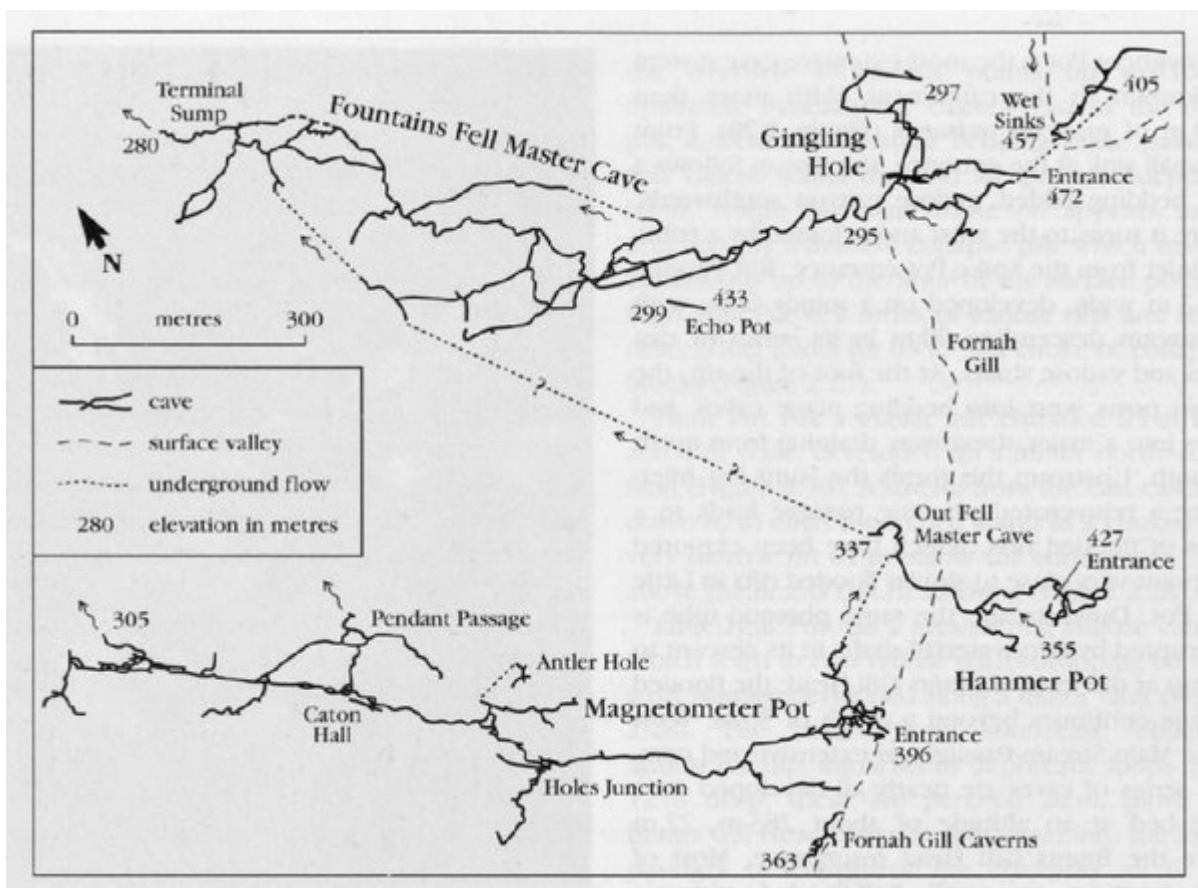 Terminal
Sump
280
Fountains Fell Master Cave
297
Gingling
Hole
Wet
Sinks
457
405
Entrance
472
295
433
299
Echo Pot
N
0 metres 300
Fornah
Gill
cave
surface valley
underground flow
280 elevation in metres
Out Fell
Master Cave
337
427
Entrance
355
Hammer Pot
305
Pendant Passage
Antler Hole
Magnetometer Pot
Caton
Hall
Entrance
396
Holes Junction
Fornah Gill Caverns
363